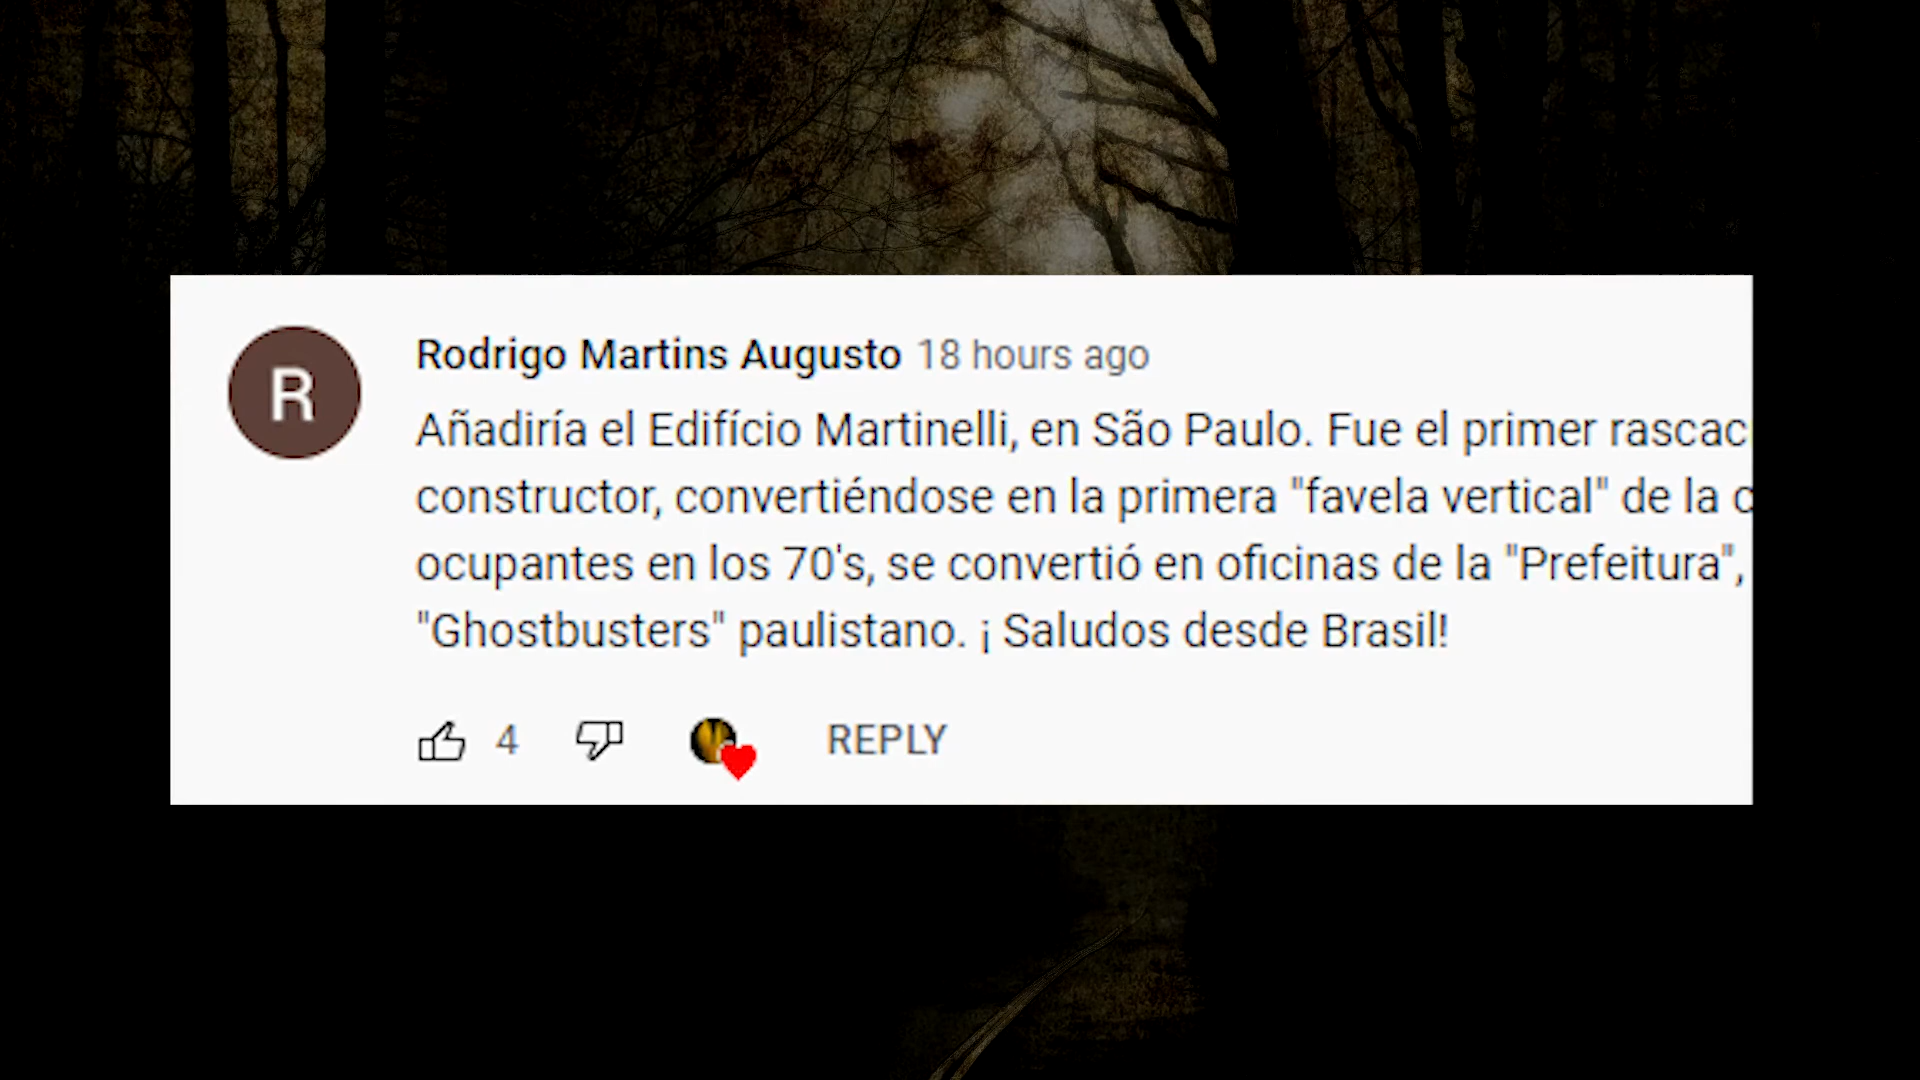 R
Rodrigo Martins Augusto 18 hours ago
Añadiría el Edifício Martinelli, en São Paulo. Fue el primer
constructor, convertiéndose en la primera "favela vertical" de la
ocupantes en los 70's, se convertió en oficinas de la "Prefeitura",
"Ghostbusters" paulistano. ¡ Saludos desde Brasil!
4 REPLY